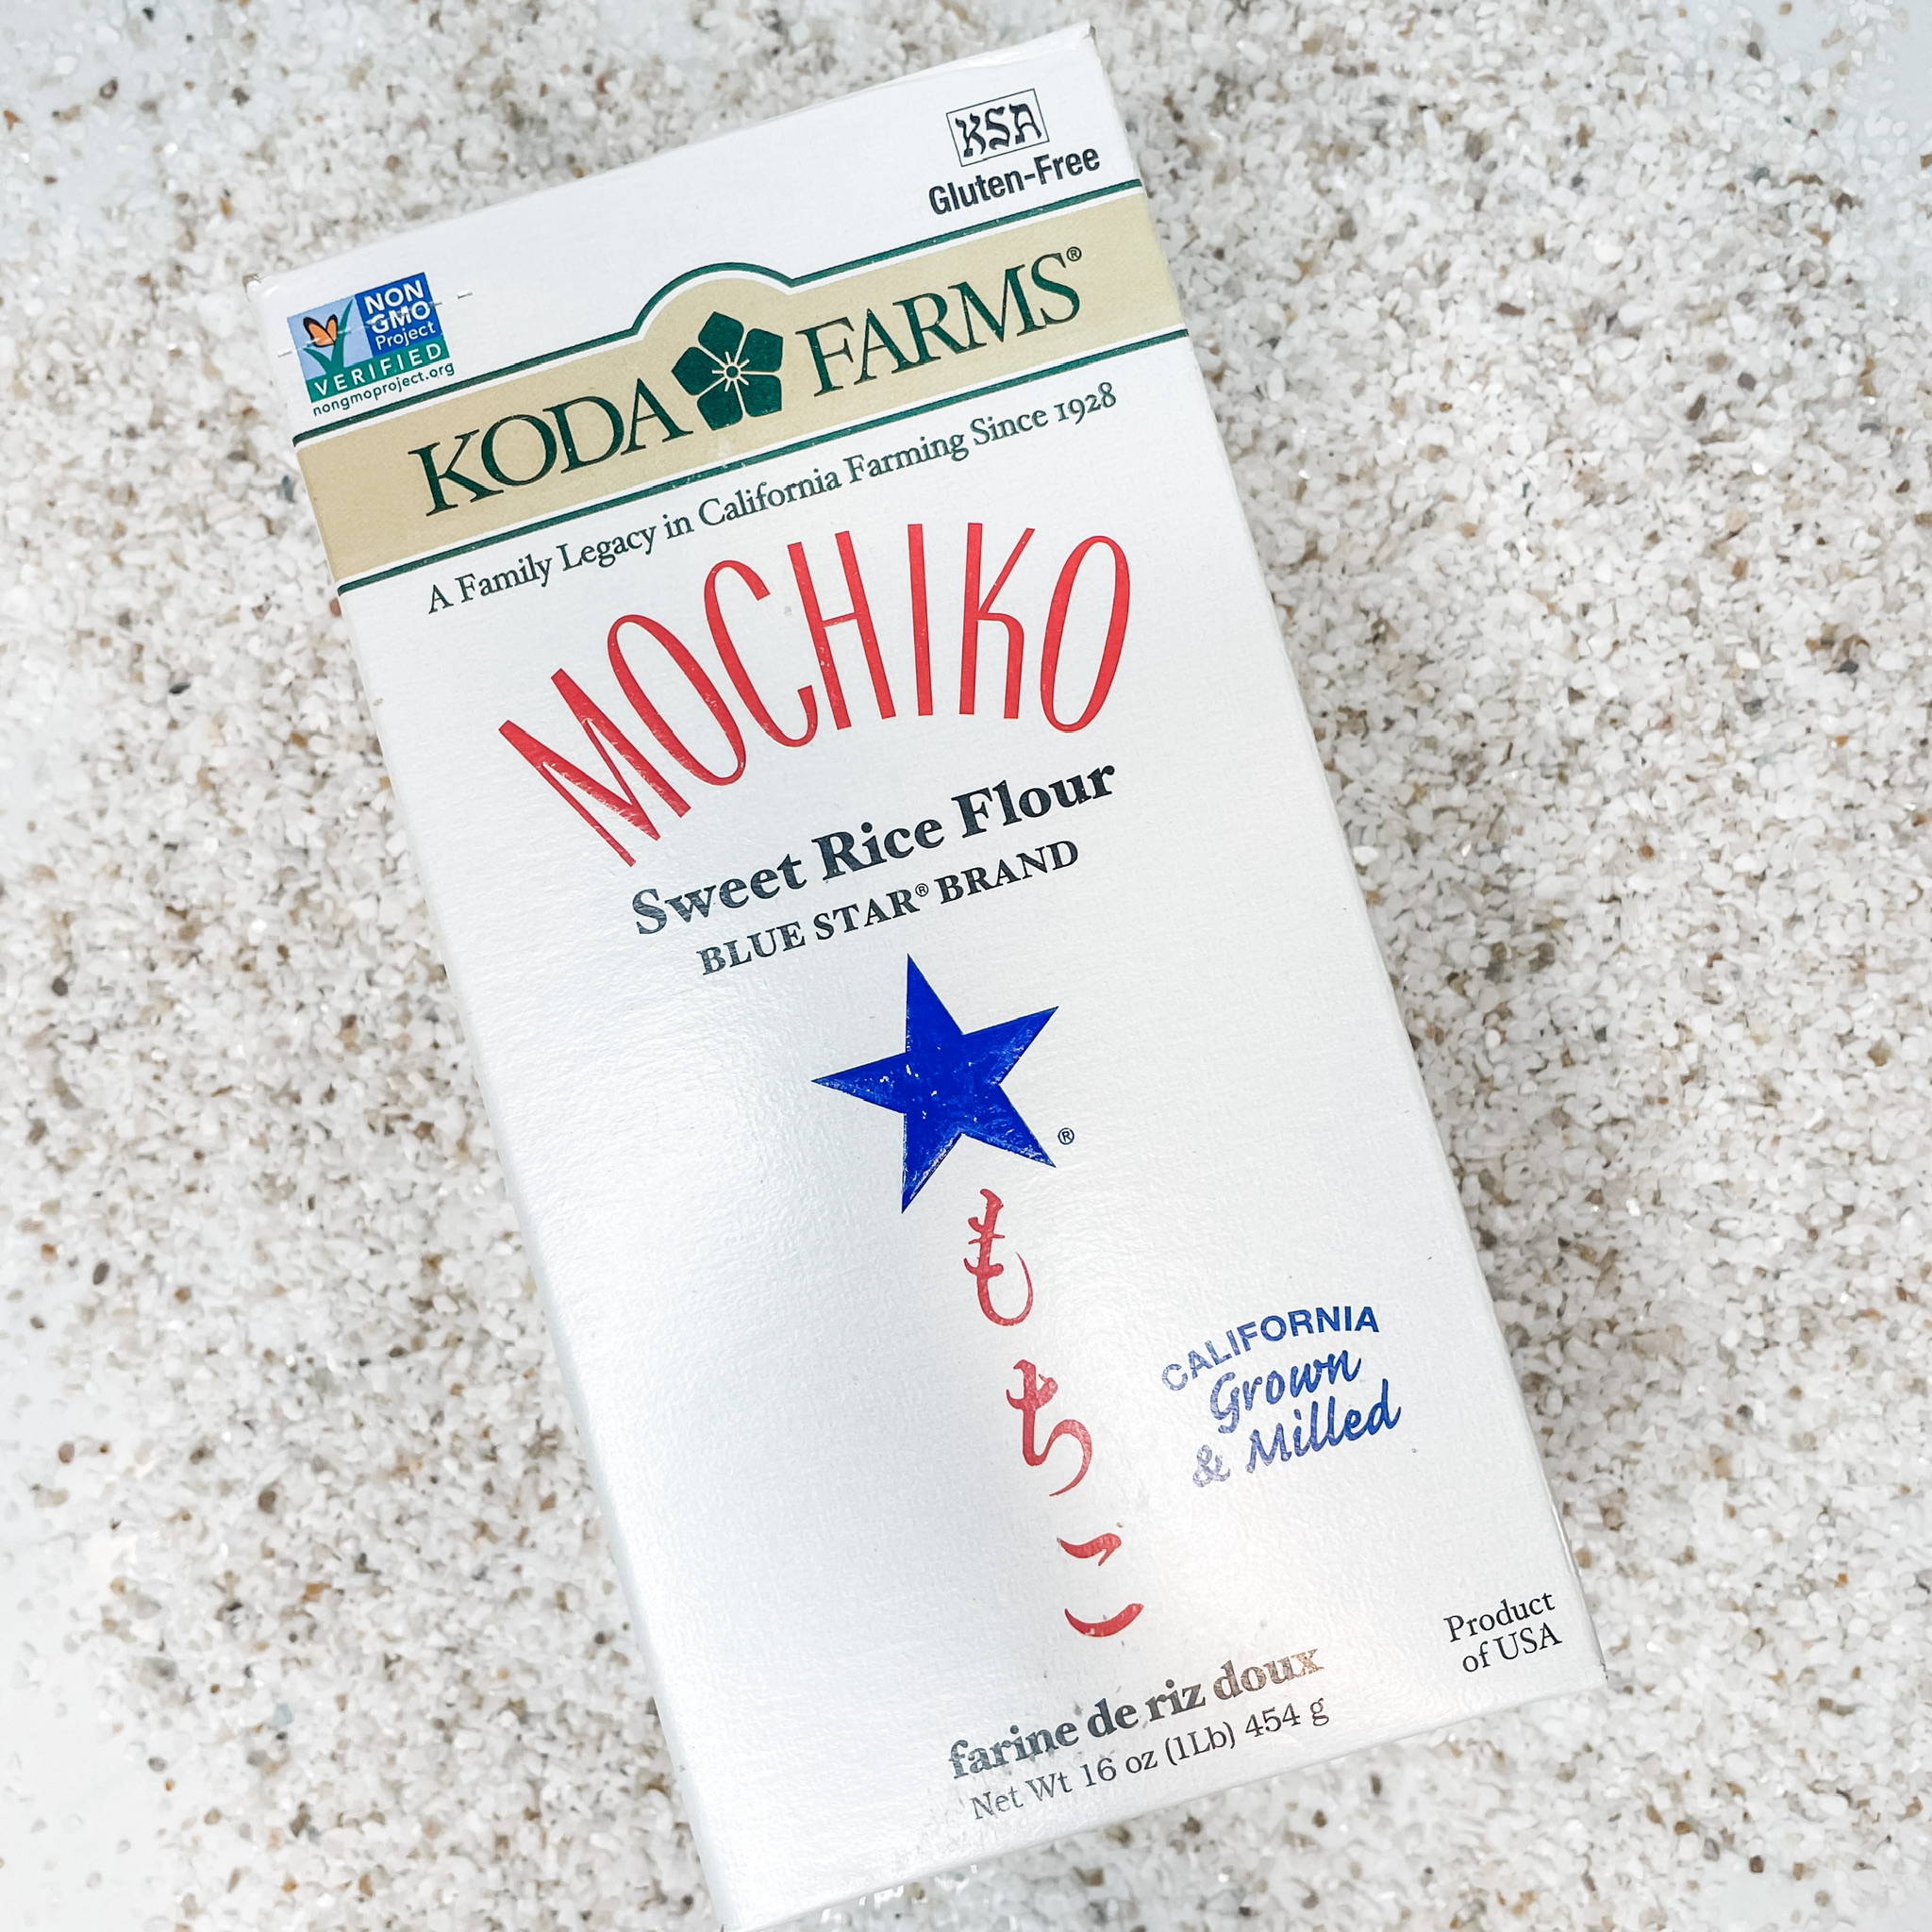 KSA
Gluten-Free
NON
GMO
Project
VERIFIED
nongmoproject.org
KODA FARMS®
A Family Legacy in California Farming Since 1928
MOCHIKO
Sweet Rice Flour
BLUE STAR® BRAND
®
もちこ
CALIFORNIA
Grown
& Milled
Product
of USA
farine de riz doux
Net Wt 16 oz (1Lb) 454 g